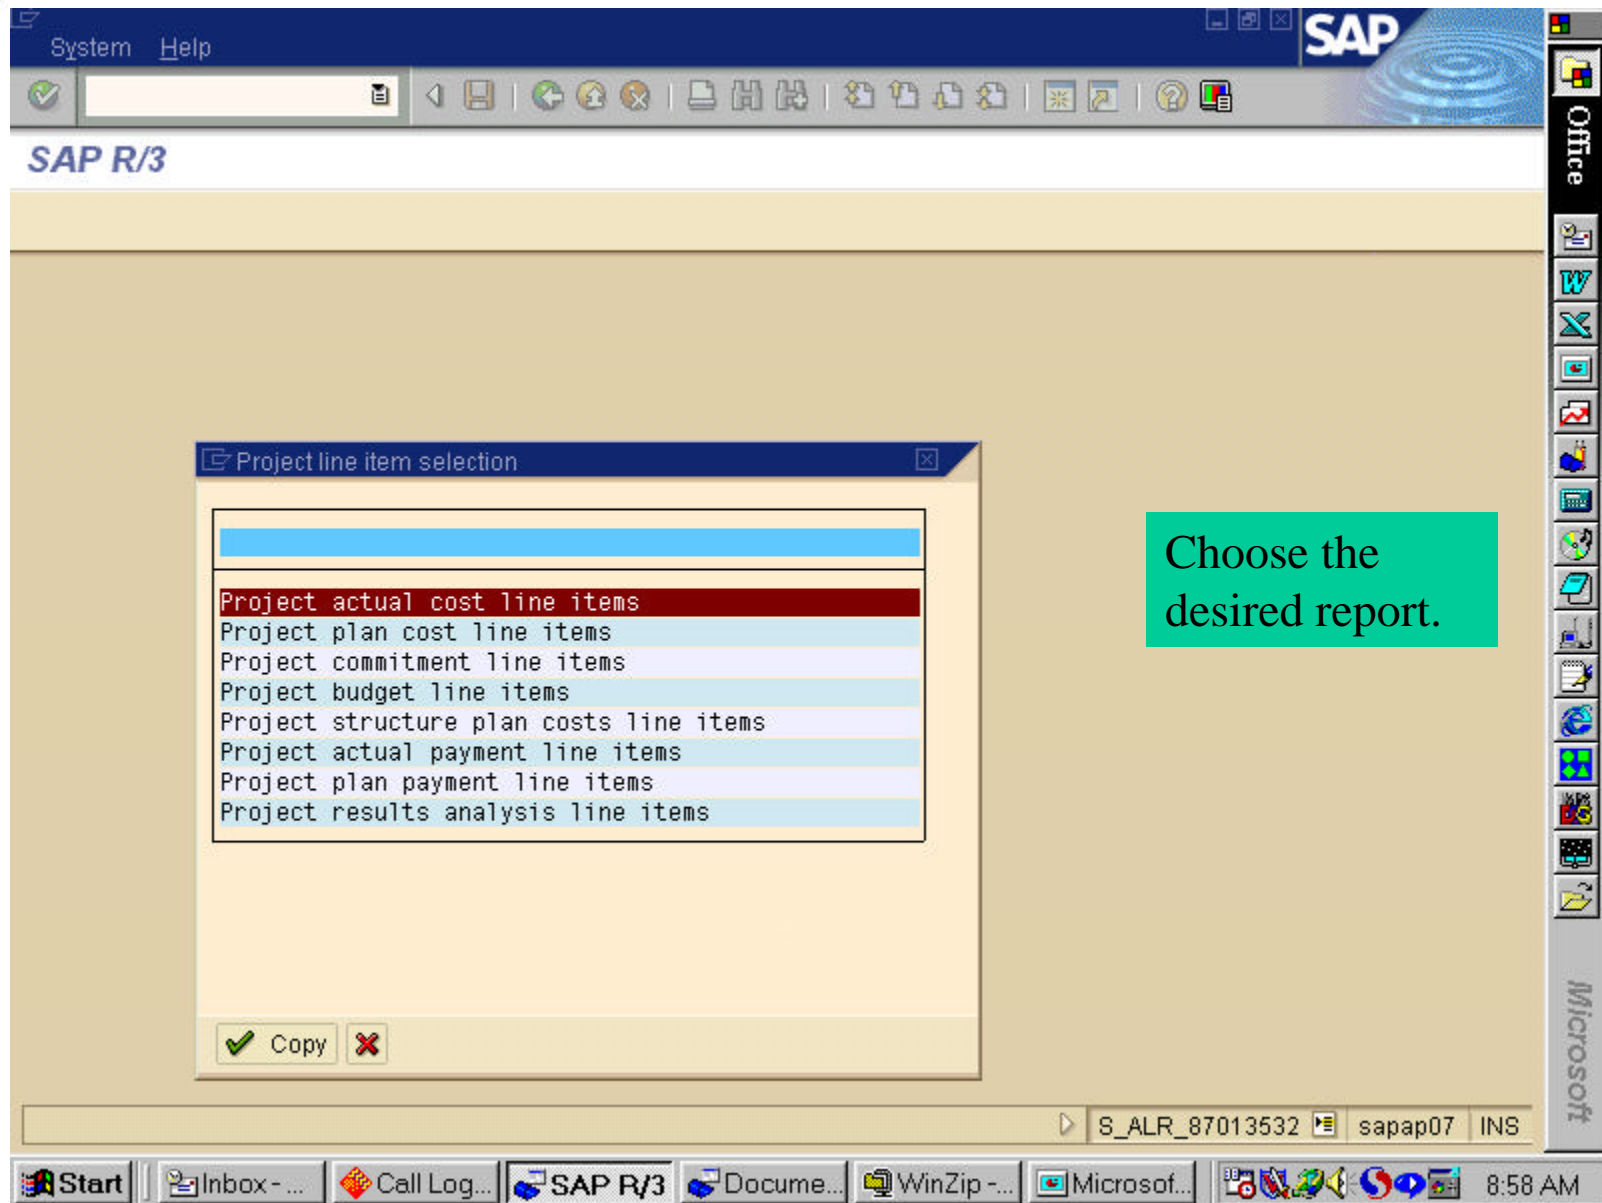 System Help
SAP
SAP R/3
Office
Project line item selection
Project actual cost line items
Project plan cost line items
Project commitment line items
Project budget line items
Project structure plan costs line items
Project actual payment line items
Project plan payment line items
Project results analysis line items
Choose the
desired report.
Copy
Microsoft
S_ALR_87013532 sapap07 INS
Start Inbox - ... Call Log... SAP R/3 Docume... WinZip -... Microsof... 8:58 AM